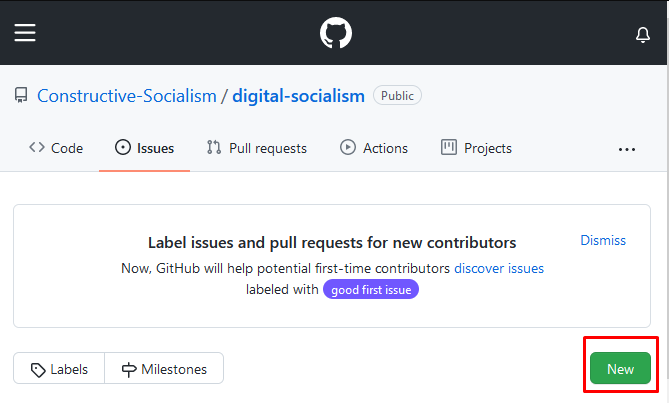 Constructive-Socialism / digital-socialism Public
Code Issues Pull requests Actions Projects ...
Label issues and pull requests for new contributors Dismiss
Now, GitHub will help potential first-time contributors discover issues
labeled with good first issue
Labels Milestones New